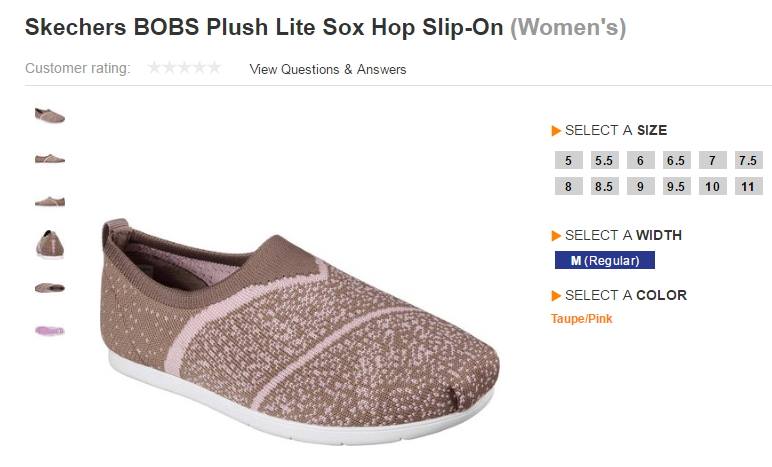 Skechers BOBS Plush Lite Sox Hop Slip-On (Women's)
Customer rating: View Questions & Answers
SELECT A SIZE
5 5.5 6 6.5 7 7.5
8 8.5 9 9.5 10 11
SELECT A WIDTH
M (Regular)
SELECT A COLOR
Taupe/Pink